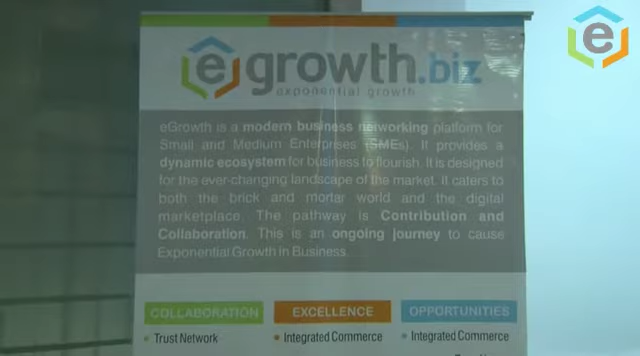 e growth.biz
exponential growth
e
eGrowth is a modern business networking platform for
Small and Medium Enterprises (SMEs). It provides a
dynamic ecosystem for business to flourish. It is designed
for the ever-changing landscape of the market. It caters to
both the brick and mortar world and the digital
marketplace. The pathway is Contribution and
Collaboration. This is an ongoing journey to cause
Exponential Growth in Business.
COLLABORATION EXCELLENCE OPPORTUNITIES
Trust Network Integrated Commerce Integrated Commerce